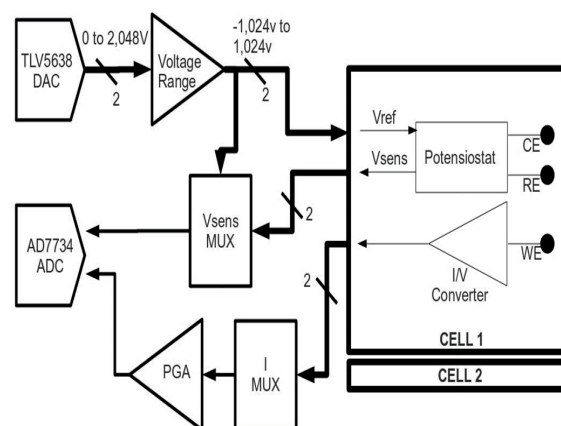 0 to 2,048V
-1,024v to
1,024v
TLV5638
DAC
2
Voltage
Range
2
Vref
Vsens
Potensiostat
CE
RE
WE
I/V
Converter
Vsens
MUX
2
AD7734
ADC
2
PGA
I
MUX
CELL 1
CELL 2